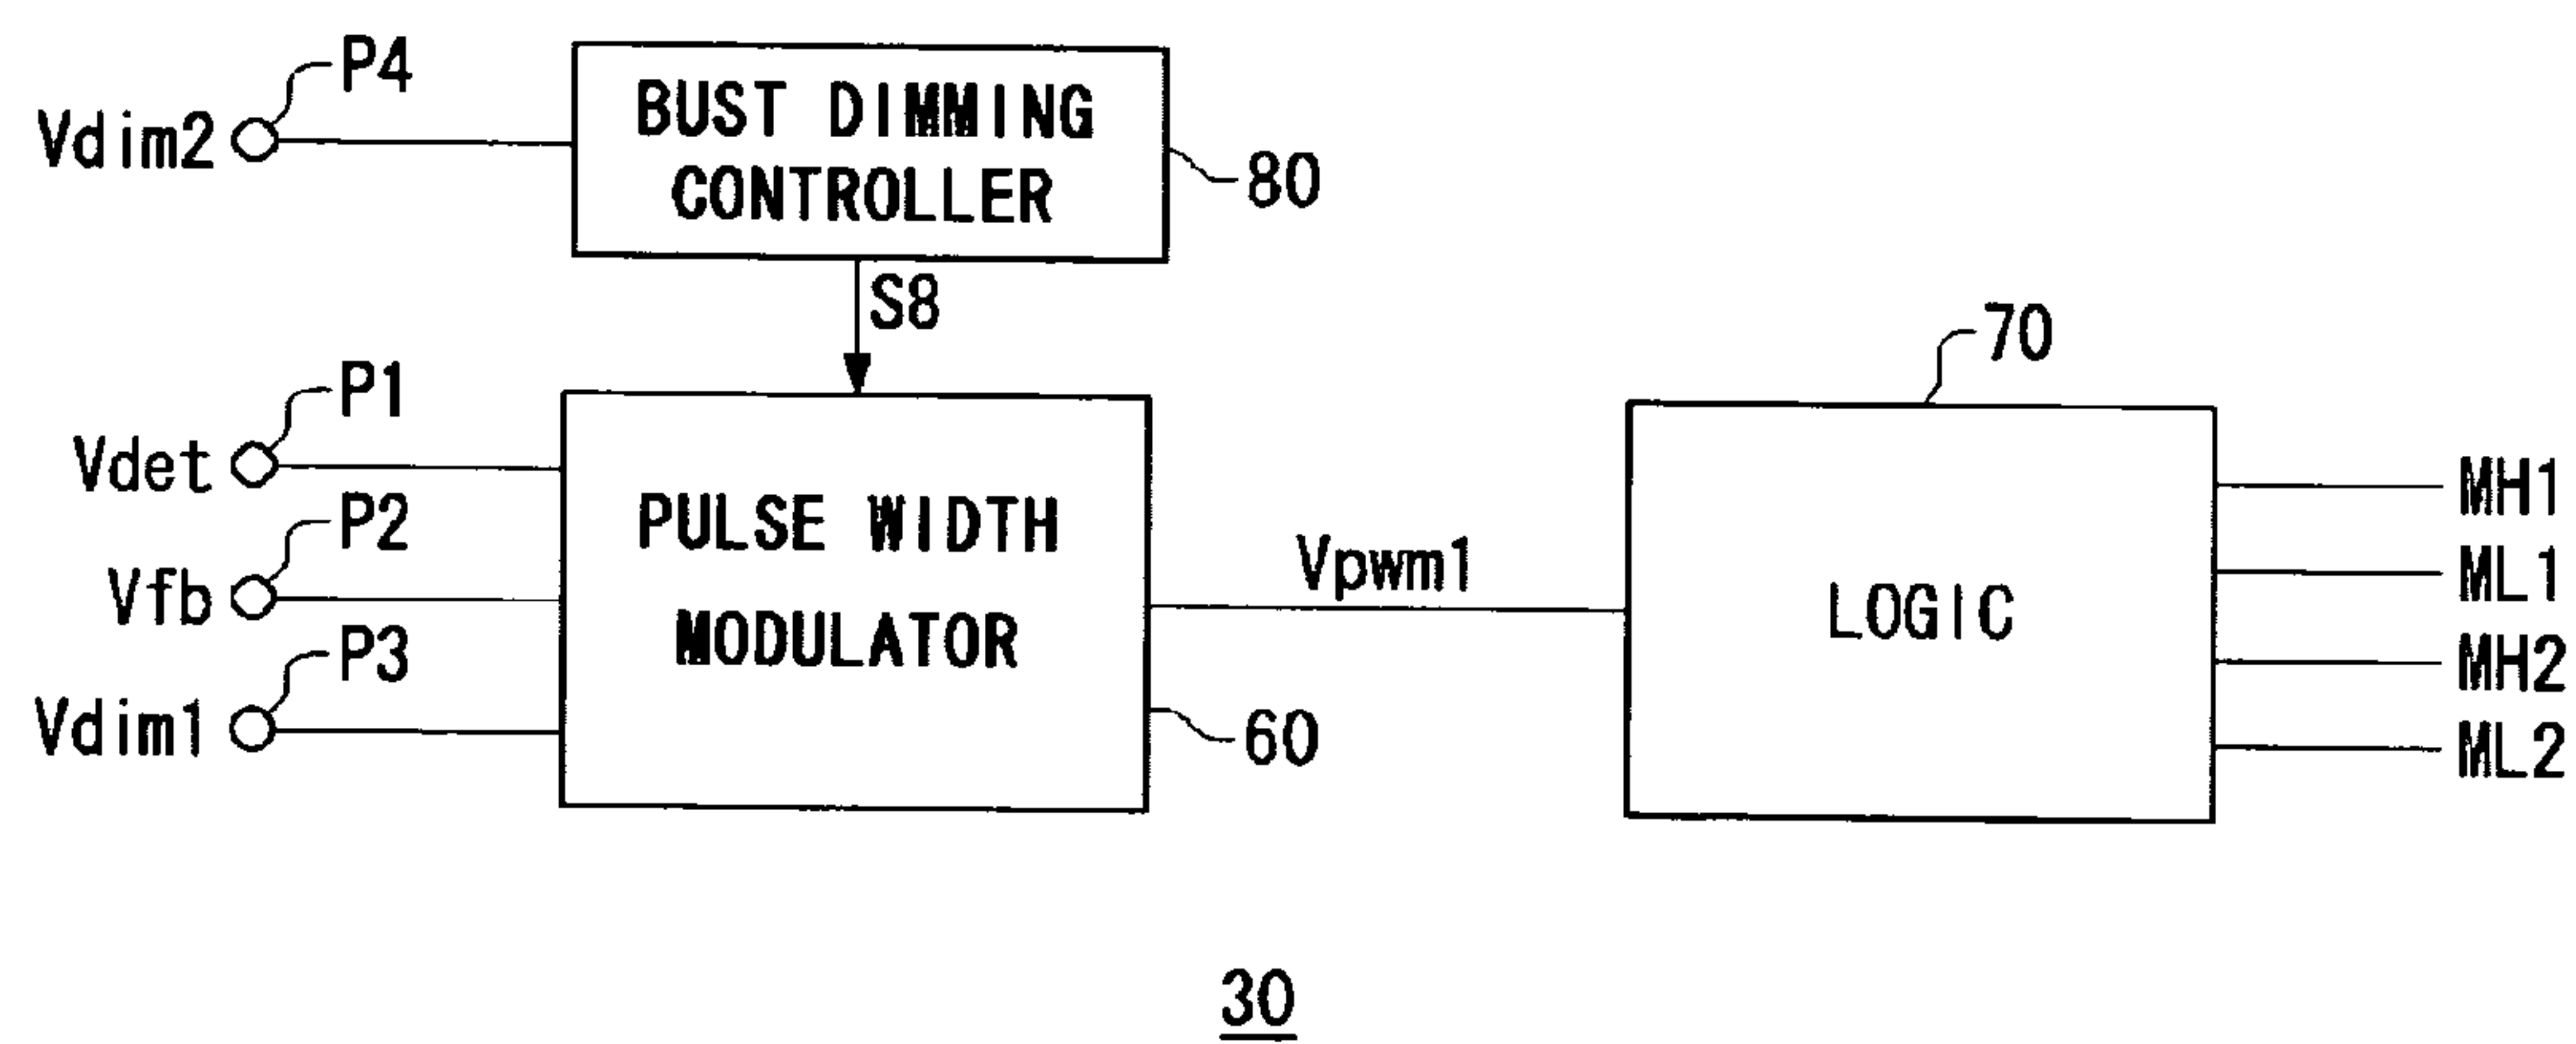 P4
Vdim2
BUST DIMMING
CONTROLLER
80
S8
70
P1
Vdet
P2
Vfb
P3
Vdim1
PULSE WIDTH
MODULATOR
60
Vpwm1
LOGIC
MH1
ML1
MH2
ML2
30